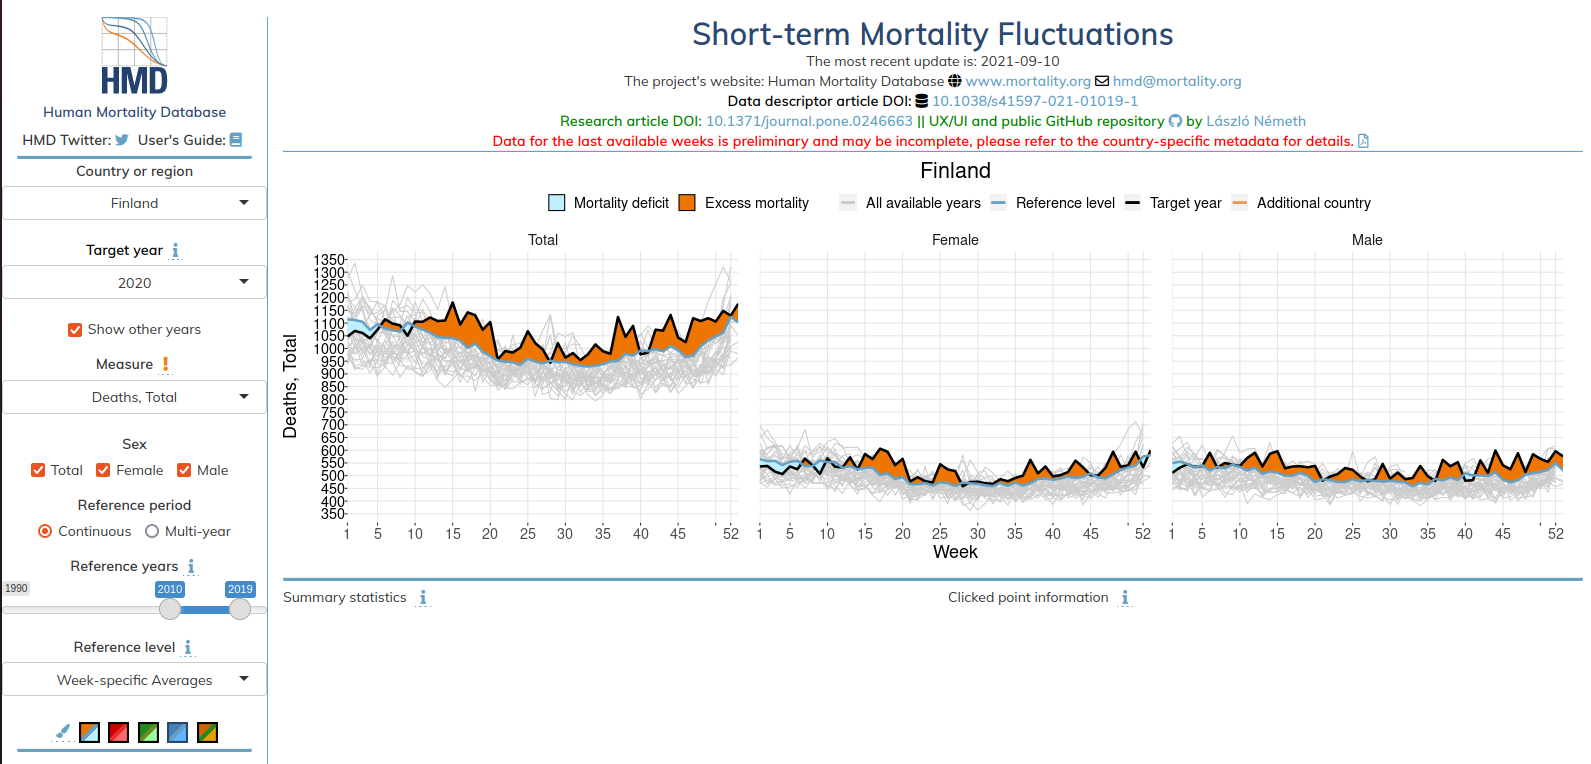 HMD
Human Mortality Database
HMD Twitter: User's Guide:
Country or region
Finland
Target year
2020
Show other years
Measure
Deaths, Total
Sex
Total Female Male
Reference period
Continuous Multi-year
Reference years
1990 2010 2019
Reference level
Week-specific Averages
Short-term Mortality Fluctuations
The most recent update is: 2021-09-10
The project's website: Human Mortality Database www.mortality.org hmd@mortality.org
Data descriptor article DOI: 10.1038/s41597-021-01019-1
Research article DOI: 10.1371/journal.pone.0246663 || UX/UI and public GitHub repository by László Németh
Data for the last available weeks is preliminary and may be incomplete, please refer to the country-specific metadata for details.
Finland
Mortality deficit Excess mortality All available years Reference level Target year Additional country
Total Female Male
Deaths, Total
1350
1300
1250
1200
1150
1100
1050
1000
950
900
850
800
750
700
650
600
550
500
450
400
350
1 5 10 15 20 25 30 35 40 45 52 1 5 10 15 20 25 30 35 40 45 52 1 5 10 15 20 25 30 35 40 45 52
Week
Summary statistics Clicked point information